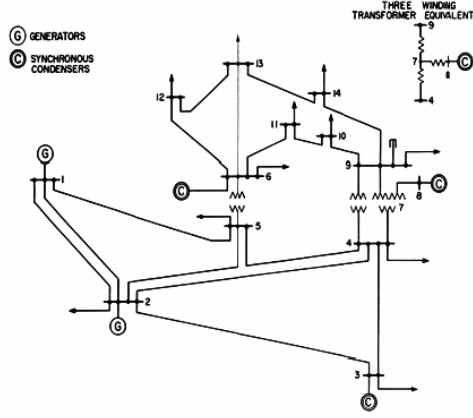 THREE WINDING
TRANSFORMER EQUIVALENT
9
G GENERATORS
C SYNCHRONOUS
CONDENSERS
7
C
8
4
13
14
12
11
10
G
1
C
6
9
C
8
7
5
4
2
G
3
C